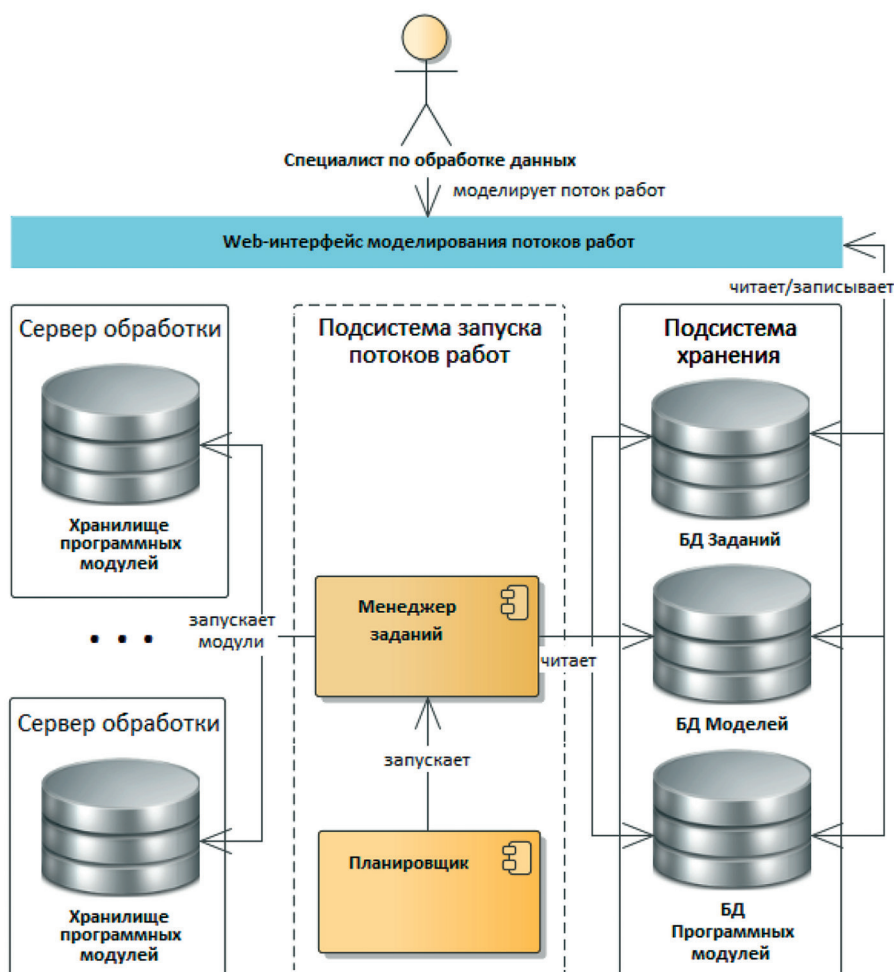 Специалист по обработке данных
моделирует поток работ
Web-интерфейс моделирования потоков работ
читает/записывает
Сервер обработки
Хранилище
программных
модулей
Подсистема запуска
потоков работ
Подсистема
хранения
БД Заданий
Менеджер
заданий
запускает
модули
читает
БД Моделей
Сервер обработки
Хранилище
программных
модулей
запускает
Планировщик
БД
Программных
модулей